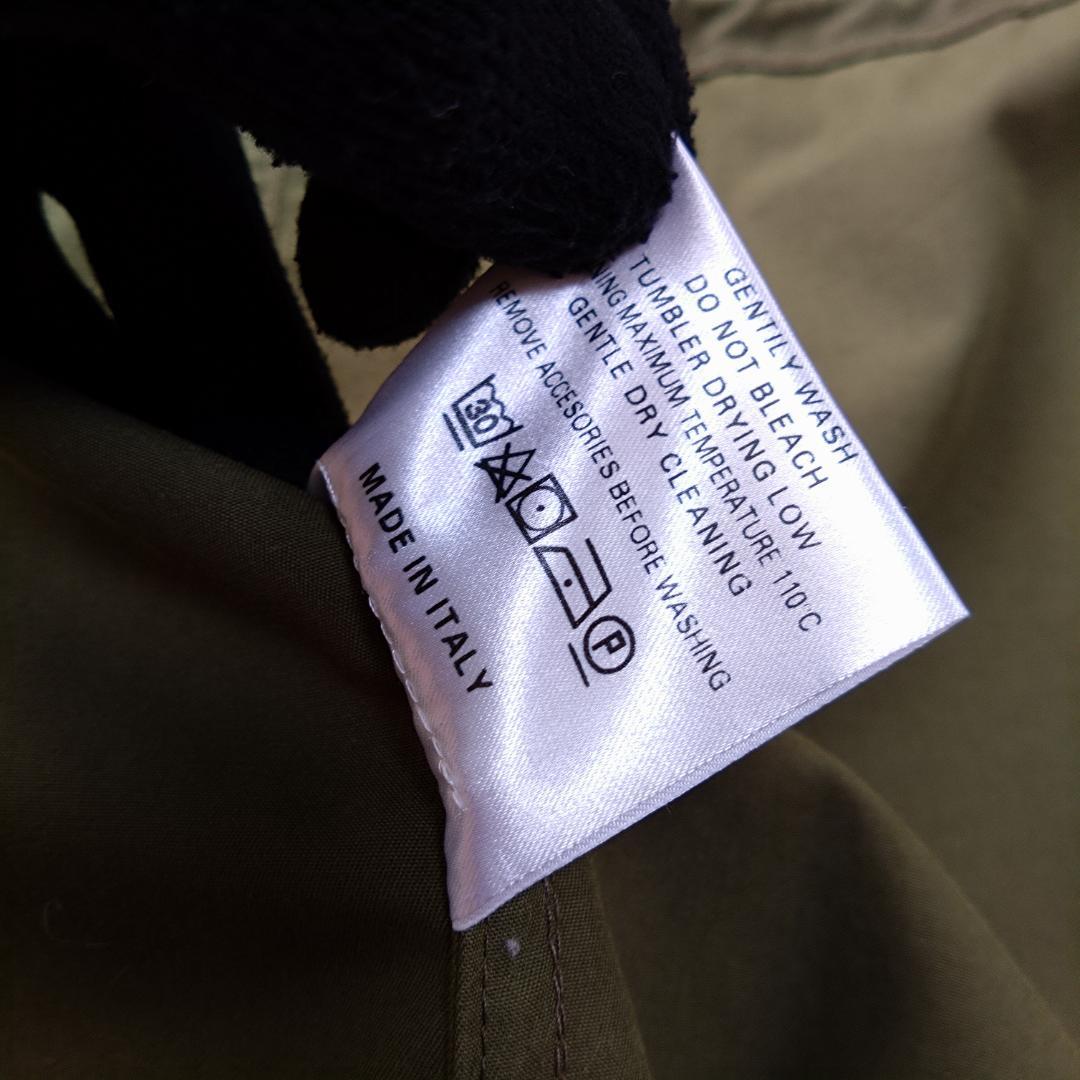 GENTILY WASH
DO NOT BLEACH
TUMBLER DRYING LOW
MAXIMUM TEMPERATURE 110°C
GENTLE DRY CLEANING
REMOVE ACCESORIES BEFORE WASHING
30 P
MADE IN ITALY